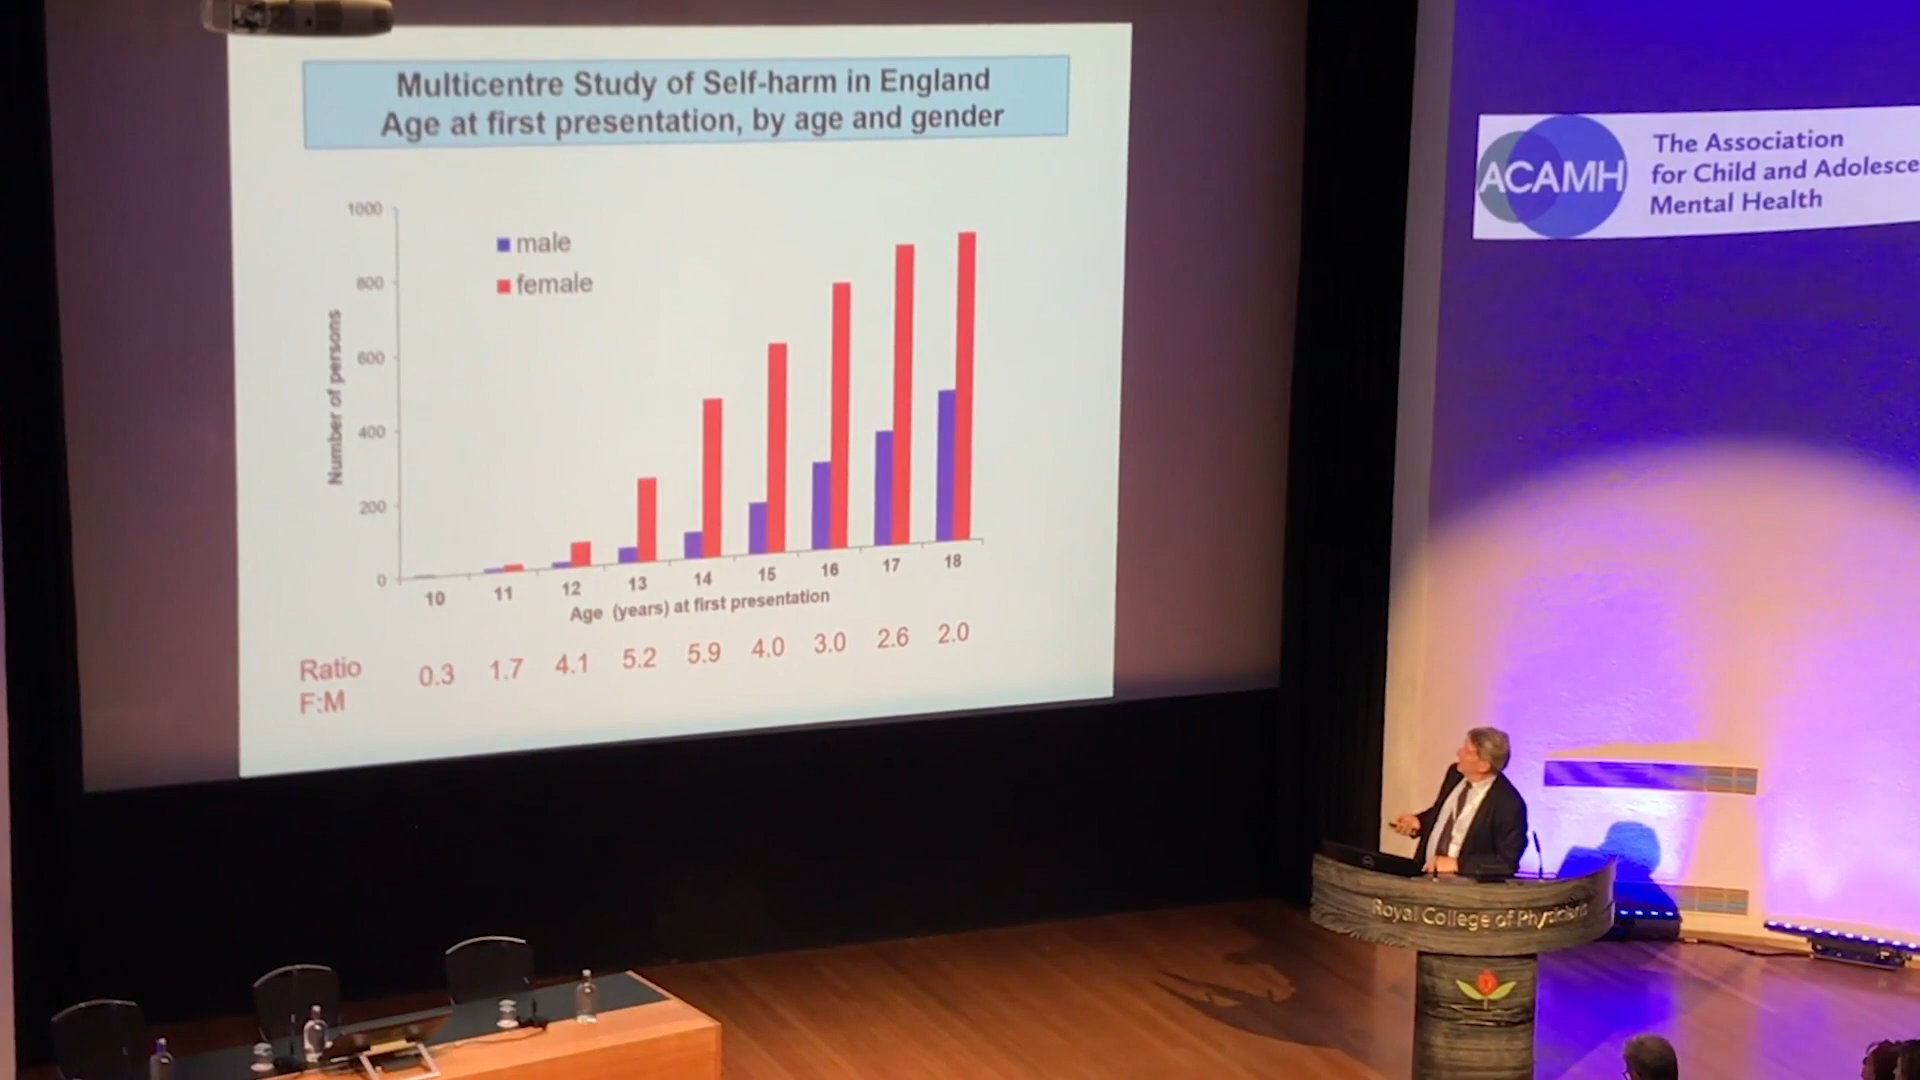 Multicentre Study of Self-harm in England
Age at first presentation, by age and gender
1000
800
600
400
200
0
Number of persons
male
female
10 11 12 13 14 15 16 17 18
Age (years) at first presentation
Ratio
F:M
0.3 1.7 4.1 5.2 5.9 4.0 3.0 2.6 2.0
ACAMH
The Association
for Child and Adolesce
Mental Health
Royal College of Physicians